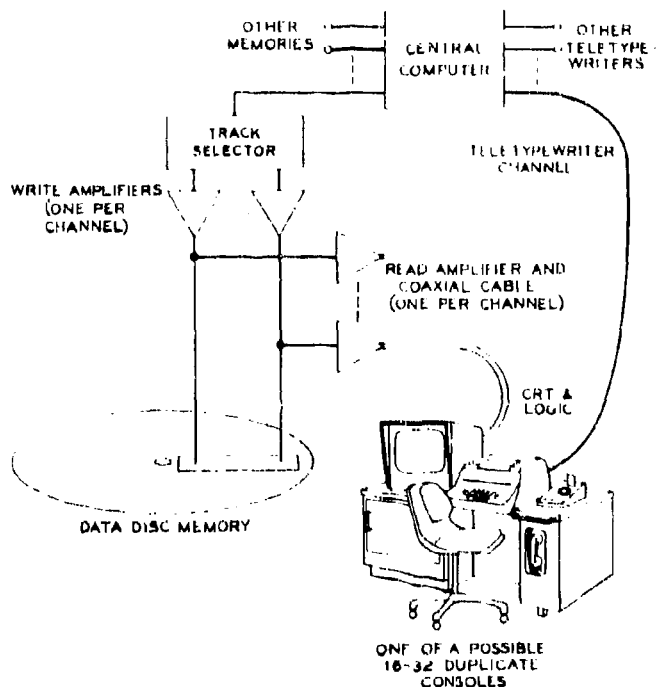 OTHER
MEMORIES
CENTRAL
COMPUTER
OTHER
TELETYPE-
WRITERS
TRACK
SELECTOR
TELETYPEWRITER
CHANNEL
WRITE AMPLIFIERS
(ONE PER
CHANNEL)
READ AMPLIFIER AND
COAXIAL CABLE
(ONE PER CHANNEL)
CRT &
LOGIC
DATA DISC MEMORY
ONE OF A POSSIBLE
16-32 DUPLICATE
CONSOLES